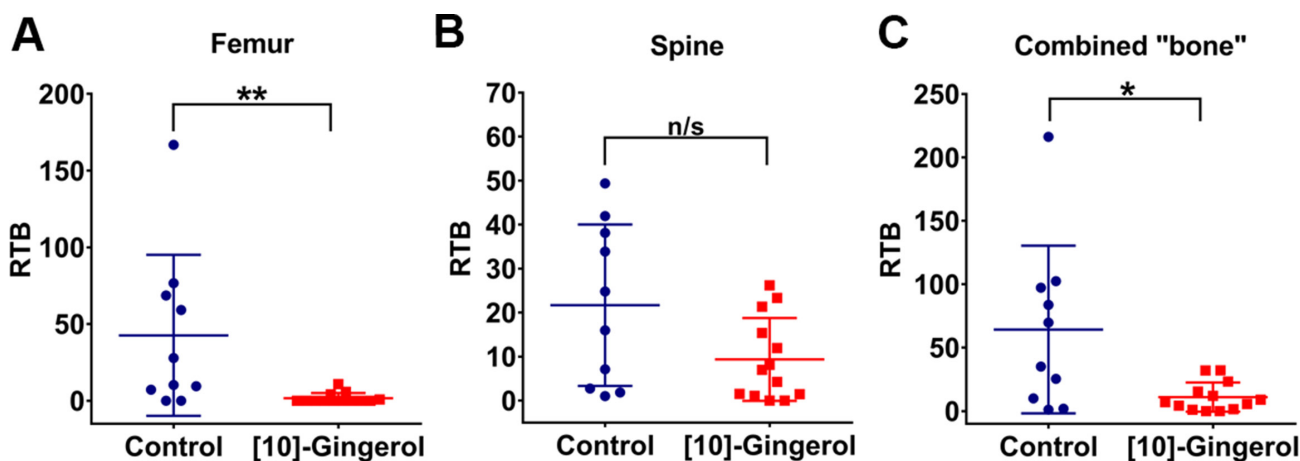 A
Femur
**
200
150
100
50
0
RTB
Control
[10]-Gingerol
B
Spine
n/s
70
60
50
40
30
20
10
0
RTB
Control
[10]-Gingerol
C
Combined "bone"
*
250
200
150
100
50
0
RTB
Control
[10]-Gingerol